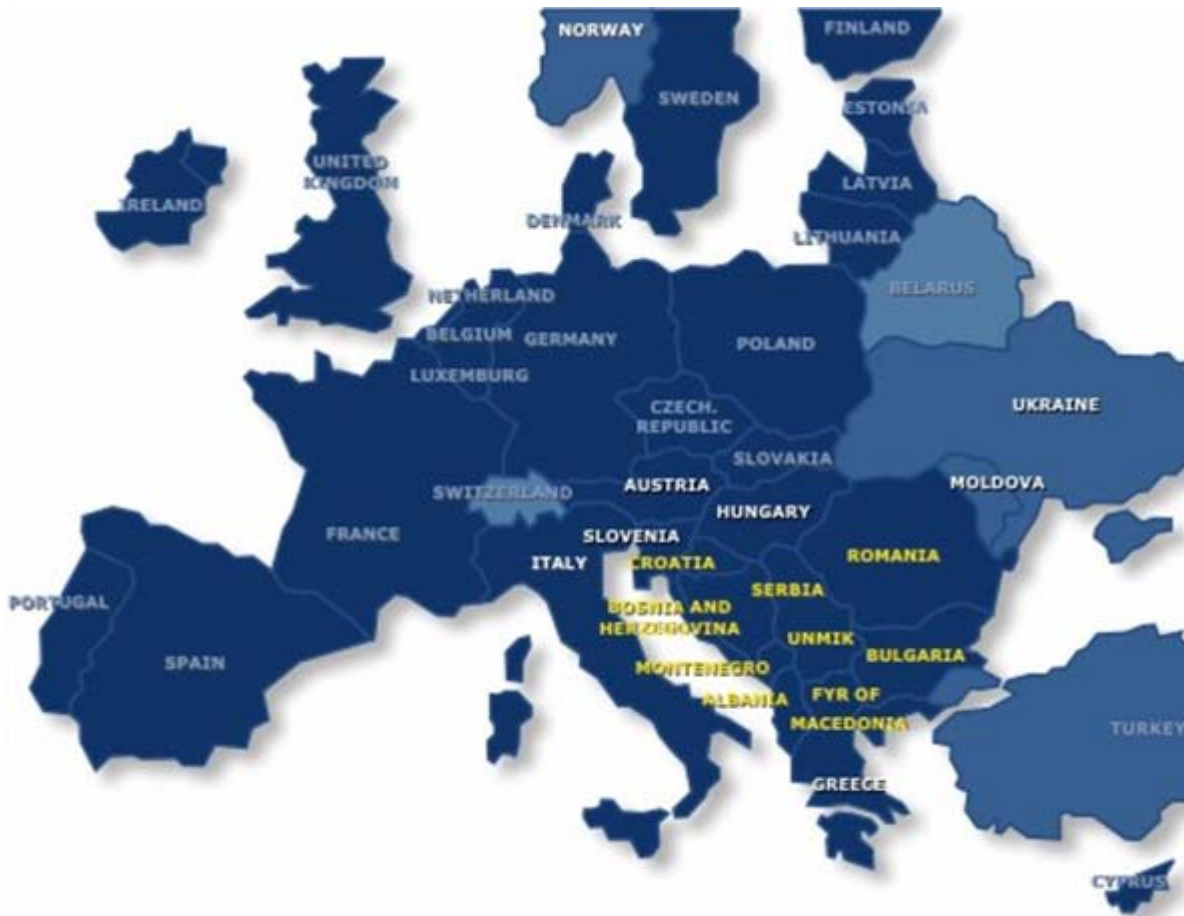 NORWAY
FINLAND
SWEDEN
ESTONIA
UNITED
KINGDOM
LATVIA
IRELAND
DENMARK
LITHUANIA
BELARUS
NETHERLAND
BELGIUM
GERMANY
POLAND
LUXEMBURG
UKRAINE
CZECH.
REPUBLIC
SLOVAKIA
SWITZERLAND
AUSTRIA
MOLDOVA
HUNGARY
FRANCE
SLOVENIA
ITALY
CROATIA
ROMANIA
SERBIA
PORTUGAL
BOSNIA AND
HERZEGOVINA
UNMIK
SPAIN
BULGARIA
MONTENEGRO
ALBANIA
FYR OF
MACEDONIA
TURKEY
GREECE
CYPRUS